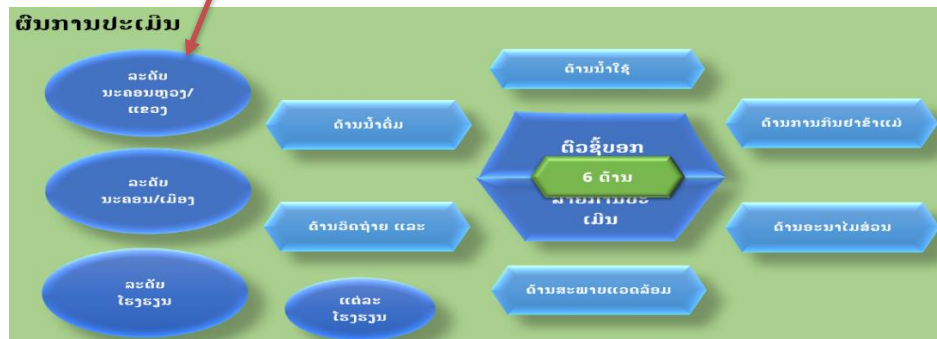 ຜົນການປະເມີນ
ລະດັບ
ນະຄອນຫຼວງ/
ແຂວງ
ດ້ານນ້ຳໃຊ້
ດ້ານນ້ຳດື່ມ
ດ້ານການກິນຢາຂ້າແມ່
ຕົວຊີ້ບອກ
6 ດ້ານ
ເມີນ
ລະດັບ
ນະຄອນ/ເມືອງ
ດ້ານວິດຖ່າຍ ແລະ
ດ້ານອະນາໄມສ່ວນ
ລະດັບ
ໂຮງຮຽນ
ແຕ່ລະ
ໂຮງຮຽນ
ດ້ານສະພາບແວດລ້ອມ